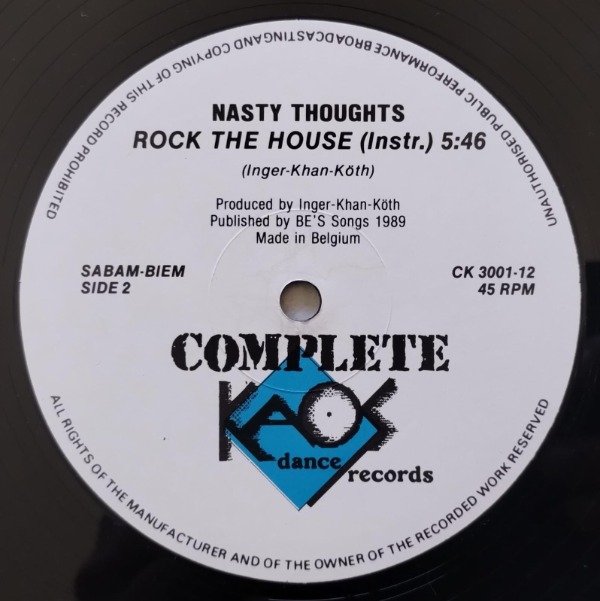 UNAUTHORISED PUBLIC PERFORMANCE BROADCASTING AND COPYING OF THIS RECORD PROHIBITED
NASTY THOUGHTS
ROCK THE HOUSE (Instr.) 5:46
(Inger-Khan-Köth)
Produced by Inger-Khan-Köth
Published by BE'S Songs 1989
Made in Belgium
SABAM-BIEM
SIDE 2
CK 3001-12
45 RPM
COMPLETE
KAOS
dance
records
ALL RIGHTS OF THE MANUFACTURER AND OF THE OWNER OF THE RECORDED WORK RESERVED